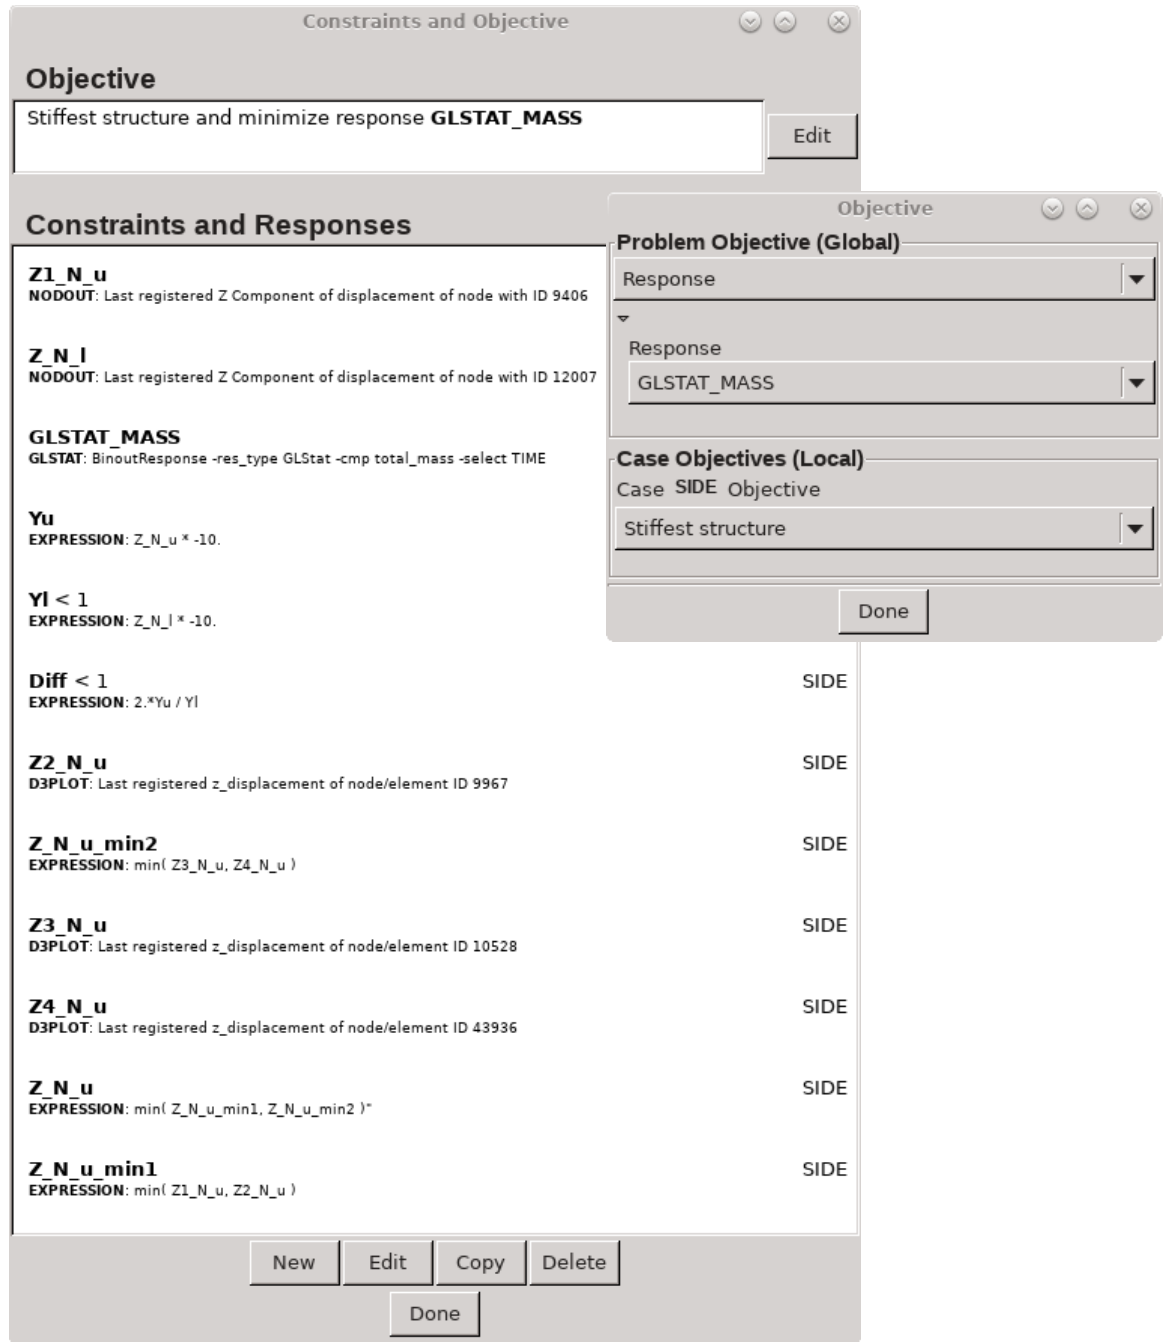 Constraints and Objective
Objective
Stiffest structure and minimize response GLSTAT_MASS
Edit
Constraints and Responses
Z1_N_u
NODOUT: Last registered Z Component of displacement of node with ID 9406
Z_N_l
NODOUT: Last registered Z Component of displacement of node with ID 12007
GLSTAT_MASS
GLSTAT: BinoutResponse -res_type GLStat -cmp total_mass -select TIME
Yu
EXPRESSION: Z_N_u * -10.
Yl < 1
EXPRESSION: Z_N_l * -10.
Objective
Problem Objective (Global)
Response
Response
GLSTAT_MASS
Case Objectives (Local)
Case SIDE Objective
Stiffest structure
Done
Diff < 1 SIDE
EXPRESSION: 2.*Yu / Yl
Z2_N_u SIDE
D3PLOT: Last registered z_displacement of node/element ID 9967
Z_N_u_min2 SIDE
EXPRESSION: min( Z3_N_u, Z4_N_u )
Z3_N_u SIDE
D3PLOT: Last registered z_displacement of node/element ID 10528
Z4_N_u SIDE
D3PLOT: Last registered z_displacement of node/element ID 43936
Z_N_u SIDE
EXPRESSION: min( Z_N_u_min1, Z_N_u_min2 )"
Z_N_u_min1 SIDE
EXPRESSION: min( Z1_N_u, Z2_N_u )
New Edit Copy Delete
Done